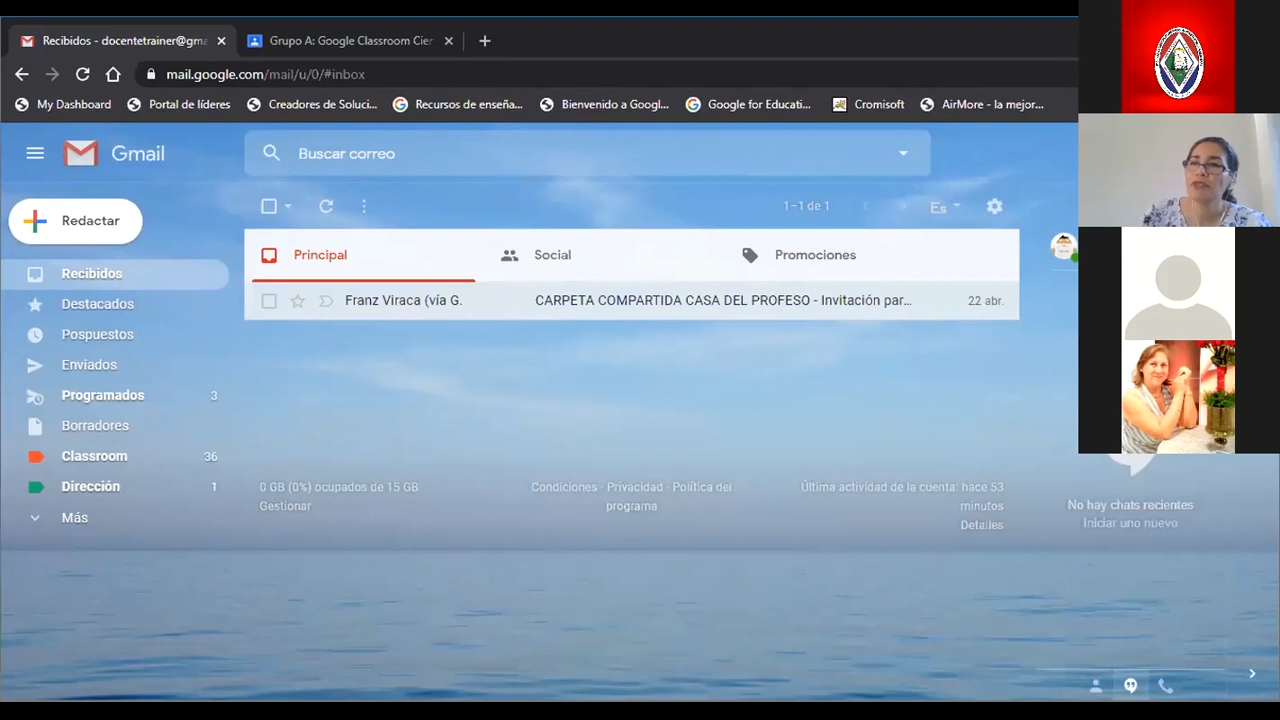 Recibidos - docentetrainer@gma
Grupo A: Google Classroom Cier
mail.google.com/mail/u/0/#inbox
My Dashboard
Portal de líderes
Creadores de Soluci...
Recursos de enseña...
Bienvenido a Googl...
Google for Educati...
Cromisoft
AirMore - la mejor...
Gmail
Buscar correo
Redactar
1–1 de 1
Es
Principal
Social
Promociones
Franz Viraca (vía G.
CARPETA COMPARTIDA CASA DEL PROFESO - Invitación par...
22 abr.
Recibidos
Destacados
Pospuestos
Enviados
Programados
3
Borradores
Classroom
36
Dirección
1
Más
0 GB (0%) ocupados de 15 GB
Gestionar
Condiciones · Privacidad · Política del
programa
Última actividad de la cuenta: hace 53
minutos
Detalles
No hay chats recientes
Iniciar uno nuevo